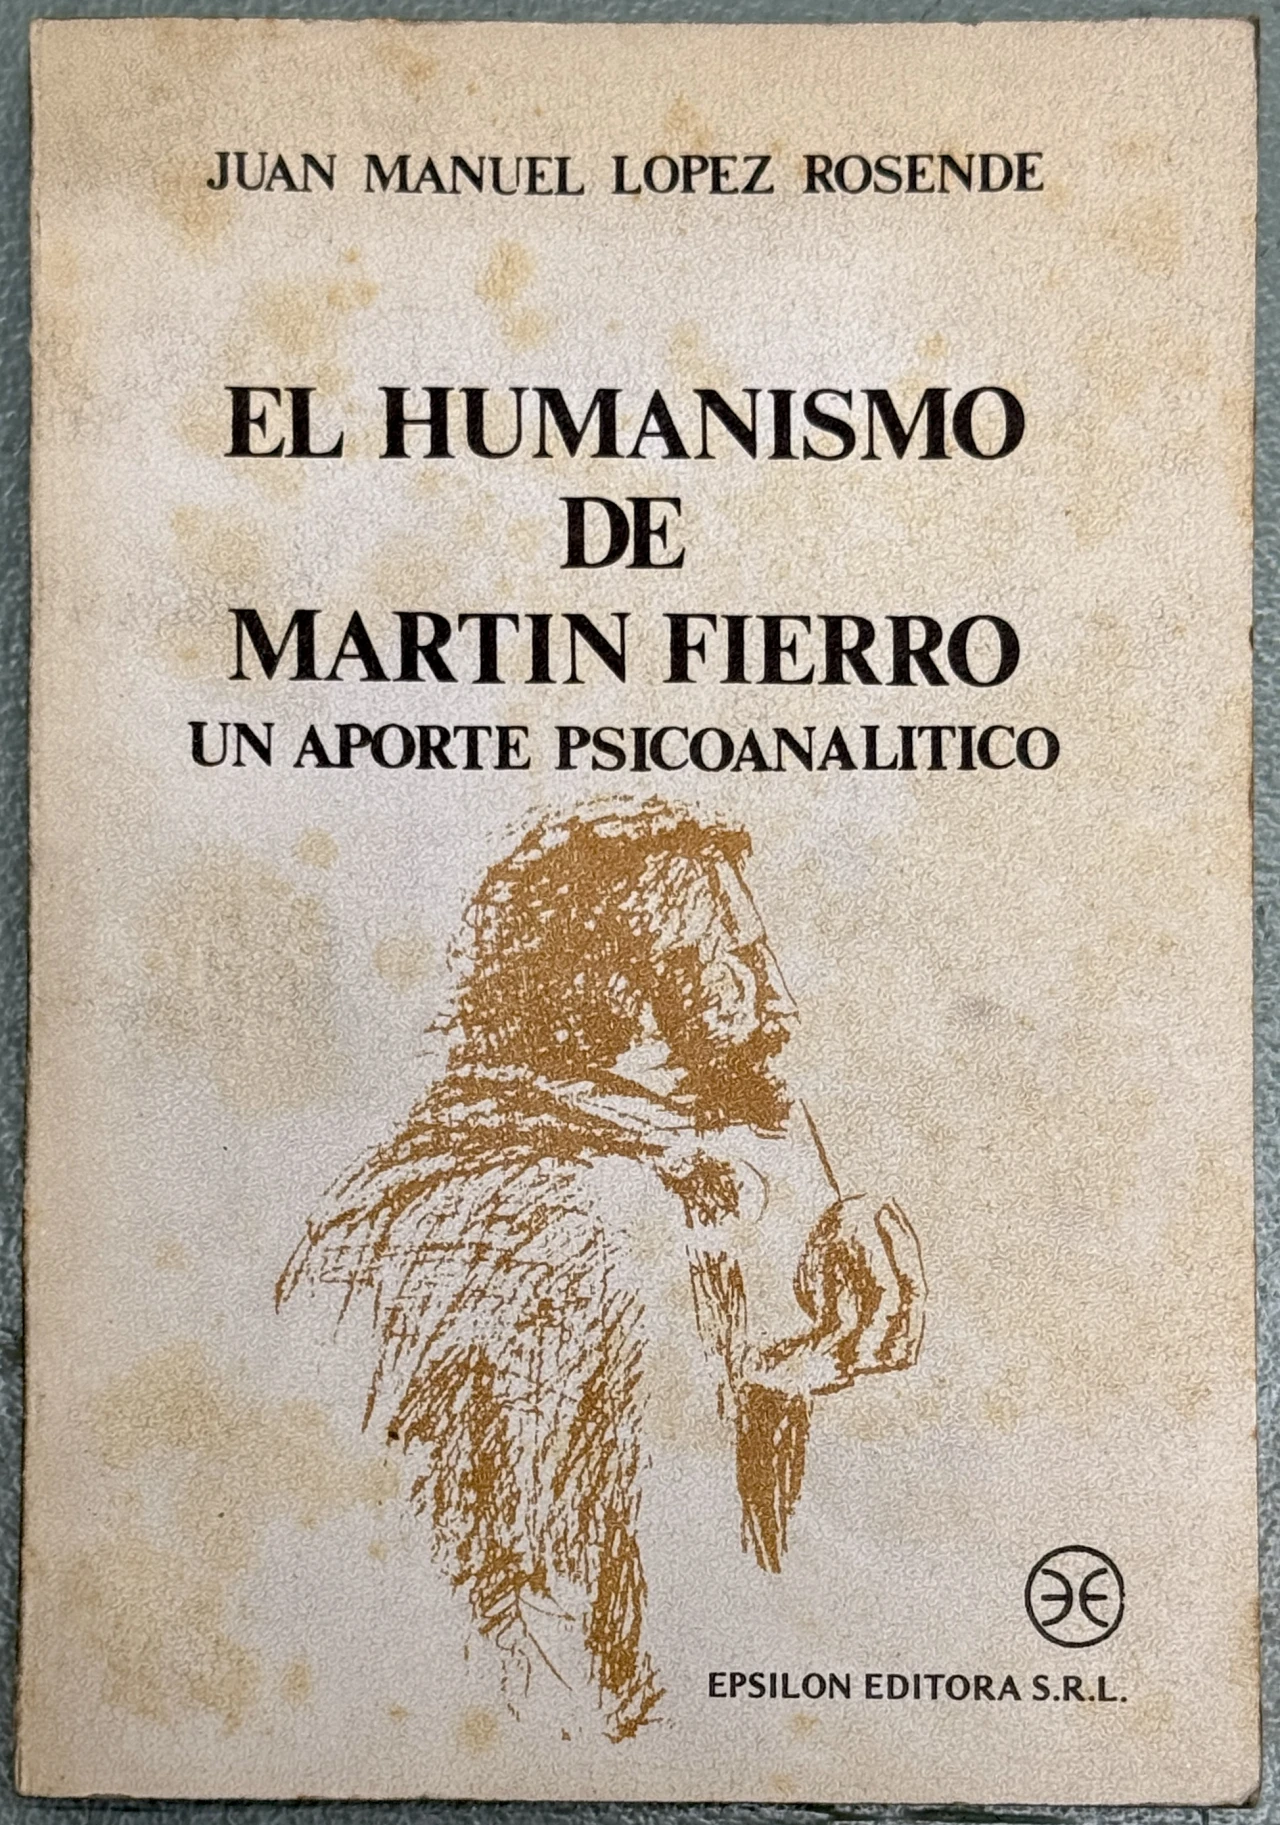 JUAN MANUEL LOPEZ ROSENDE
EL HUMANISMO
DE
MARTIN FIERRO
UN APORTE PSICOANALITICO
EPSILON EDITORA S.R.L.